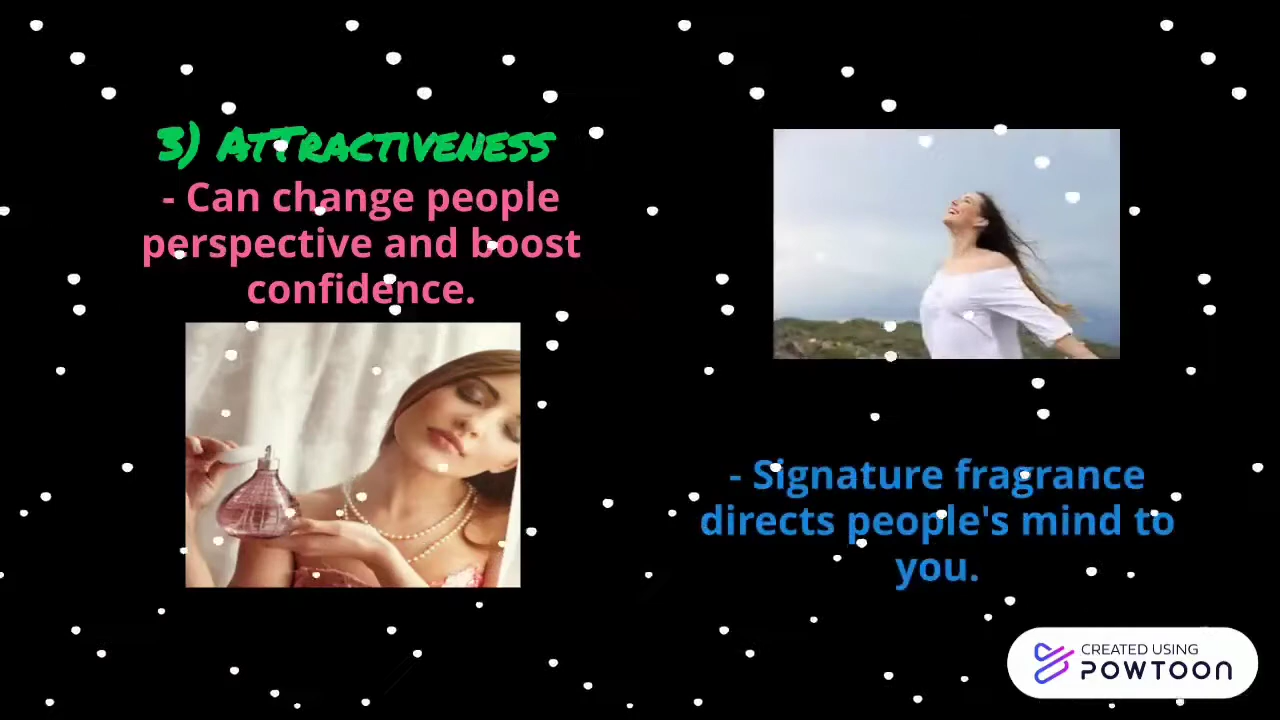 3) ATTRACTIVENESS
- Can change people
perspective and boost
confidence.
- Signature fragrance
directs people's mind to
you.
CREATED USING
POWTOON